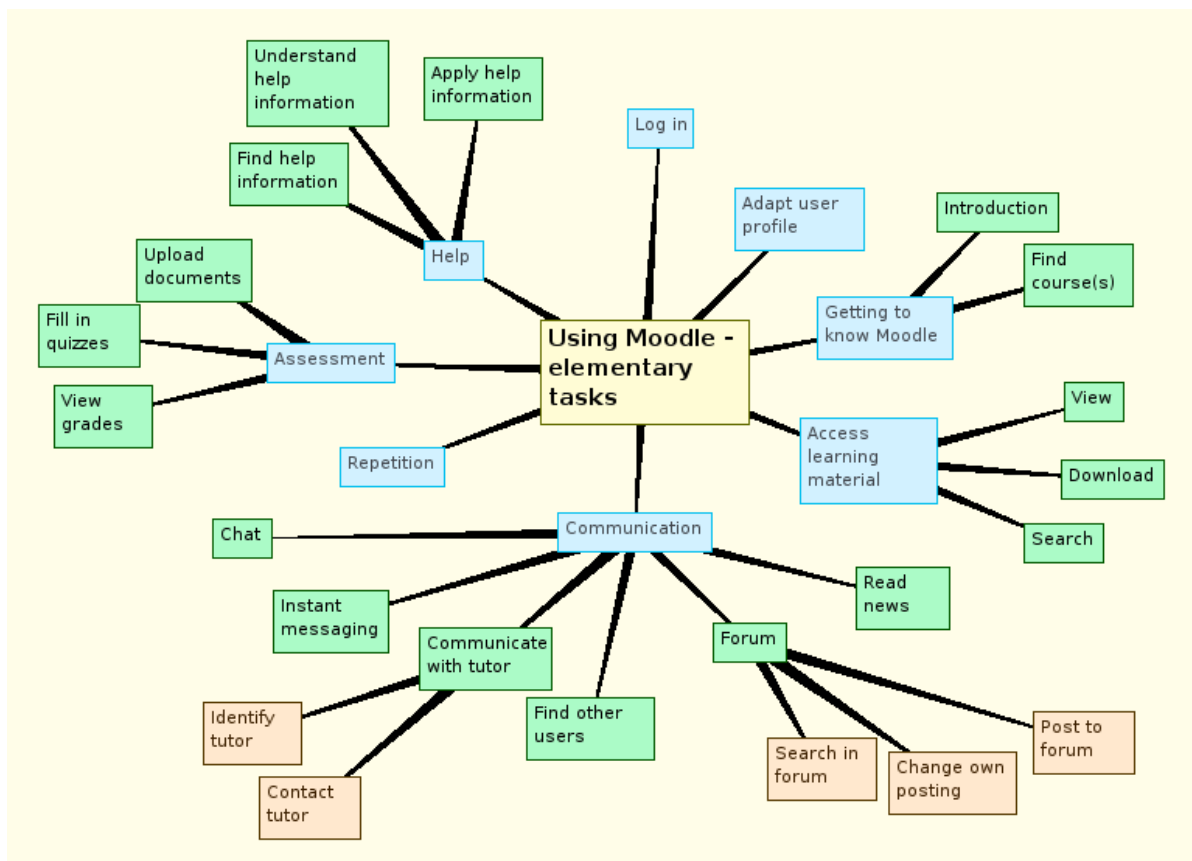 Understand
help
information
Apply help
information
Log in
Find help
information
Adapt user
profile
Introduction
Help
Upload
documents
Find
course(s)
Getting to
know Moodle
Fill in
quizzes
Assessment
Using Moodle -
elementary
tasks
View
grades
View
Access
learning
material
Repetition
Download
Search
Chat
Communication
Read
news
Instant
messaging
Communicate
with tutor
Forum
Identify
tutor
Find other
users
Post to
forum
Search in
forum
Change own
posting
Contact
tutor